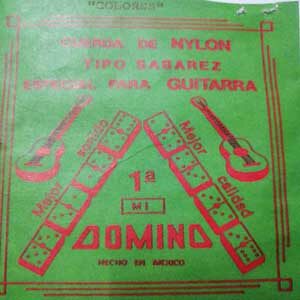 "COLORES"
CUERDA DE NYLON
TIPO SABAREZ
ESPECIAL PARA GUITARRA
Mejor sonido
Mejor calidad
1ª
MI
DOMINO
HECHO EN MEXICO